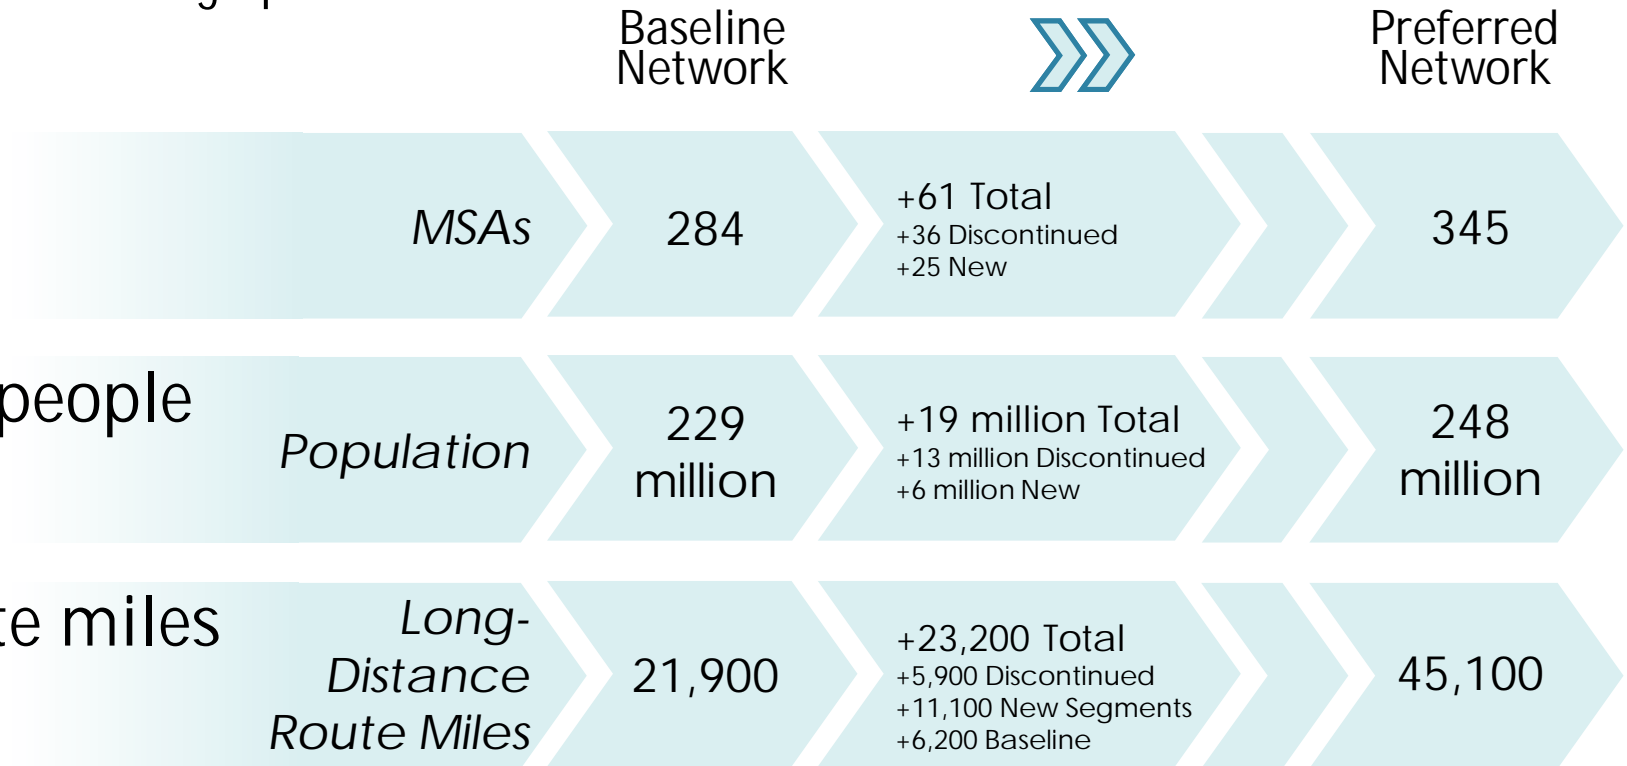 Baseline
Network
Preferred
Network
MSAs
284
+61 Total
+36 Discontinued
+25 New
345
people
Population
229
million
+19 million Total
+13 million Discontinued
+6 million New
248
million
miles
Long-
Distance
Route Miles
21,900
+23,200 Total
+5,900 Discontinued
+11,100 New Segments
+6,200 Baseline
45,100